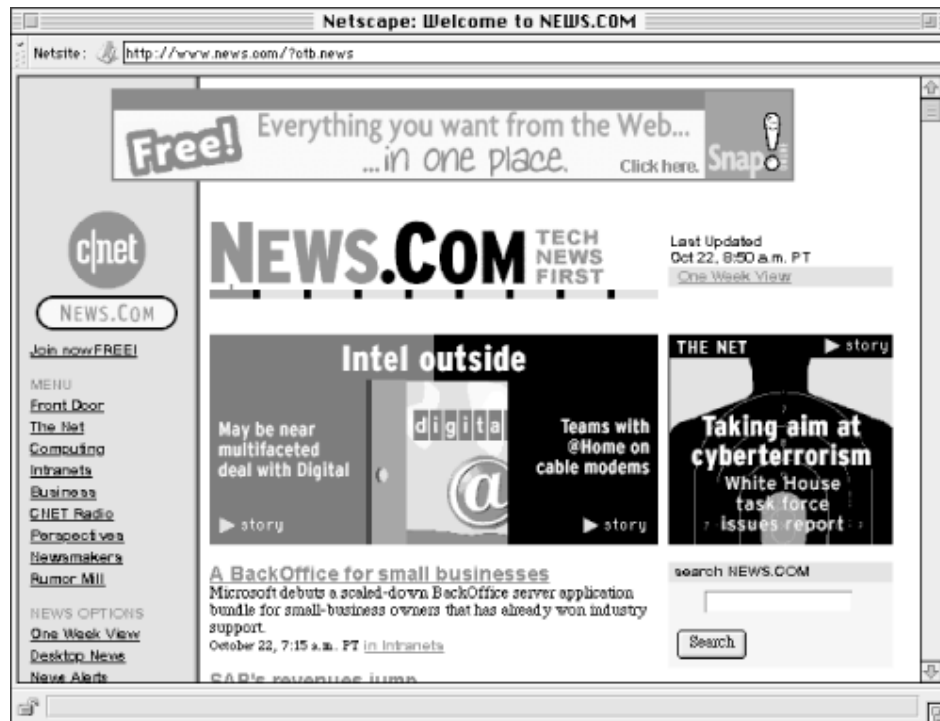 Netscape: Welcome to NEWS.COM
Netsite: http://www.news.com/?otb.news
Free!
Everything you want from the Web...
...in one place.
Click here.
Snap!
c|net
NEWS.COM
Join now FREE!
MENU
Front Door
The Net
Computing
Intranets
Business
CNET Radio
Perspectives
Newsmakers
Rumor Mill
NEWS OPTIONS
One Week View
Desktop News
News Alerts
NEWS.COM
TECH
NEWS
FIRST
Last Updated
Oct 22, 8:50 a.m. PT
One Week View
Intel outside
May be near
multifaceted
deal with Digital
story
digita
@
Teams with
@Home on
cable modems
story
THE NET
story
Taking aim at
cyberterrorism
White House
task force
issues report
A BackOffice for small businesses
Microsoft debuts a scaled-down BackOffice server application
bundle for small-business owners that has already won industry
support.
October 22, 7:15 a.m. PT in Intranets
SAP's revenues jump
search NEWS.COM
Search